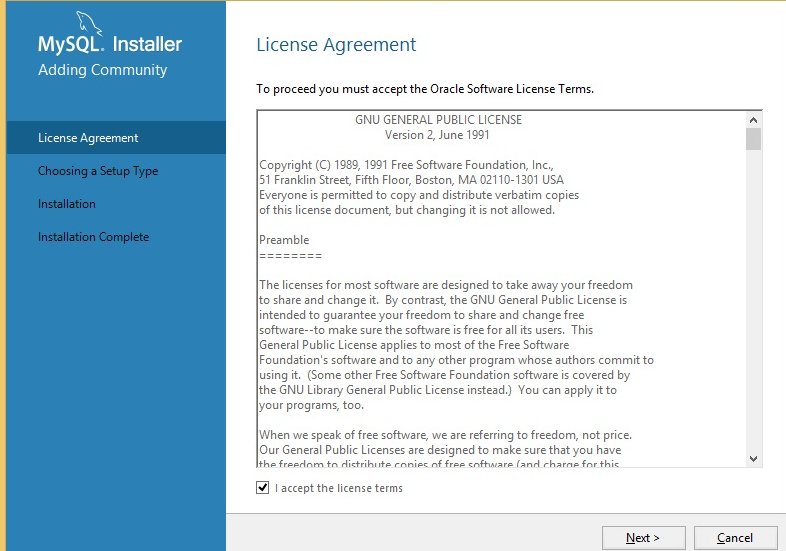 MySQL. Installer
Adding Community
License Agreement
Choosing a Setup Type
Installation
Installation Complete
License Agreement
To proceed you must accept the Oracle Software License Terms.
GNU GENERAL PUBLIC LICENSE
Version 2, June 1991
Copyright (C) 1989, 1991 Free Software Foundation, Inc.,
51 Franklin Street, Fifth Floor, Boston, MA 02110-1301 USA
Everyone is permitted to copy and distribute verbatim copies
of this license document, but changing it is not allowed.
Preamble
========
The licenses for most software are designed to take away your freedom
to share and change it.  By contrast, the GNU General Public License is
intended to guarantee your freedom to share and change free
software--to make sure the software is free for all its users.  This
General Public License applies to most of the Free Software
Foundation's software and to any other program whose authors commit to
using it.  (Some other Free Software Foundation software is covered by
the GNU Library General Public License instead.)  You can apply it to
your programs, too.
When we speak of free software, we are referring to freedom, not price.
Our General Public Licenses are designed to make sure that you have
the freedom to distribute copies of free software (and charge for this
I accept the license terms
Next >
Cancel